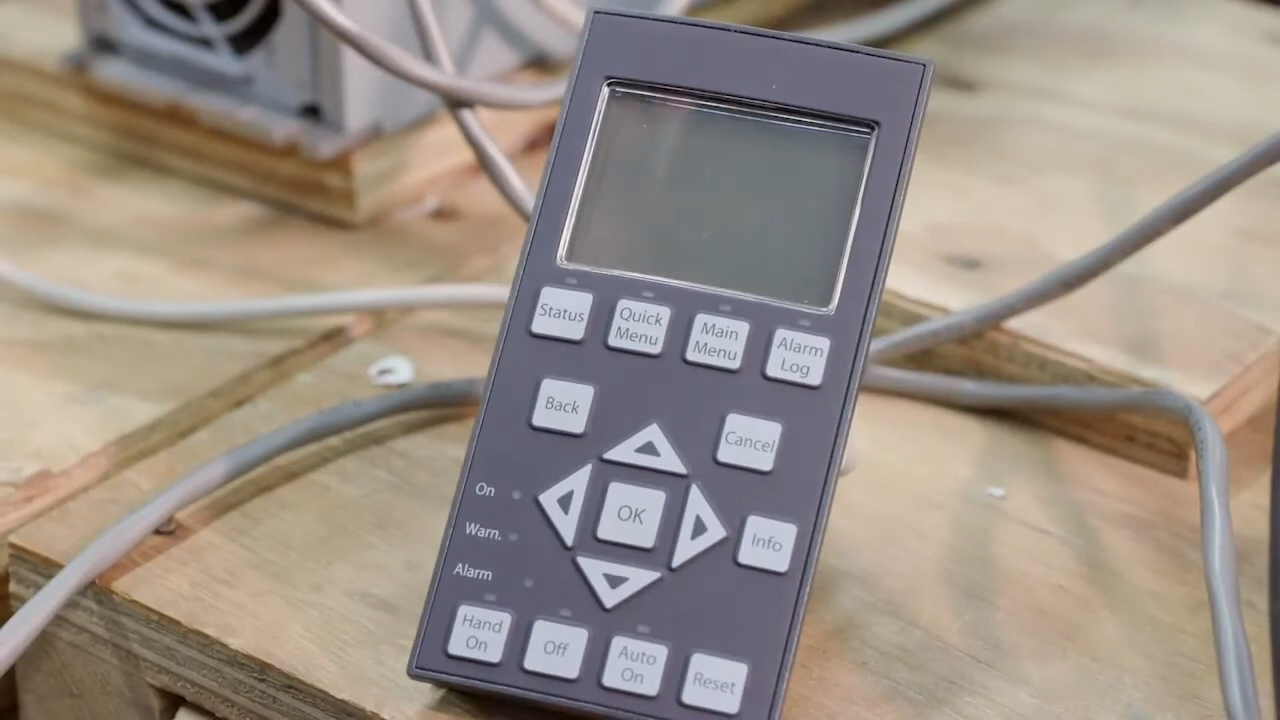 Status
Quick
Menu
Main
Menu
Alarm
Log
Back
Cancel
On
OK
Warn.
Info
Alarm
Hand
On
Off
Auto
On
Reset